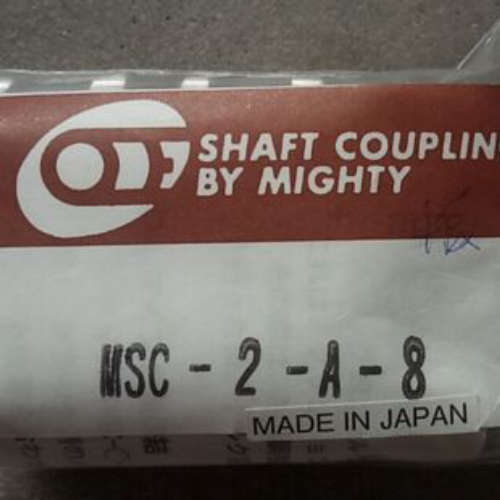 SHAFT COUPLIN
BY MIGHTY
MSC - 2 - A - 8
MADE IN JAPAN